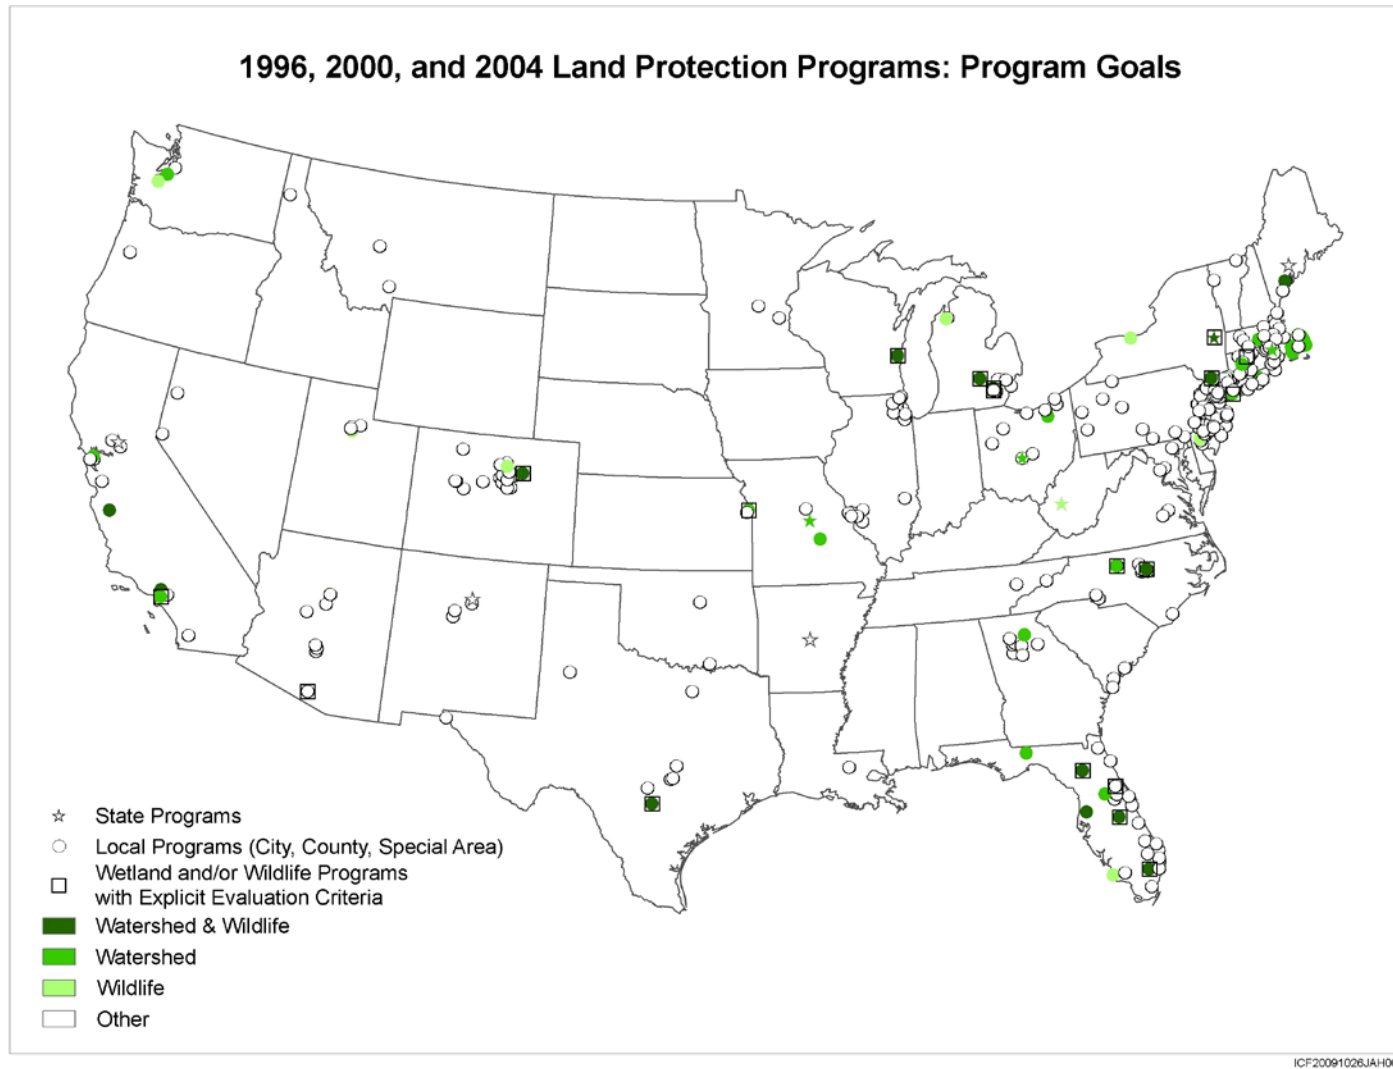 1996, 2000, and 2004 Land Protection Programs: Program Goals
State Programs
Local Programs (City, County, Special Area)
Wetland and/or Wildlife Programs
with Explicit Evaluation Criteria
Watershed & Wildlife
Watershed
Wildlife
Other